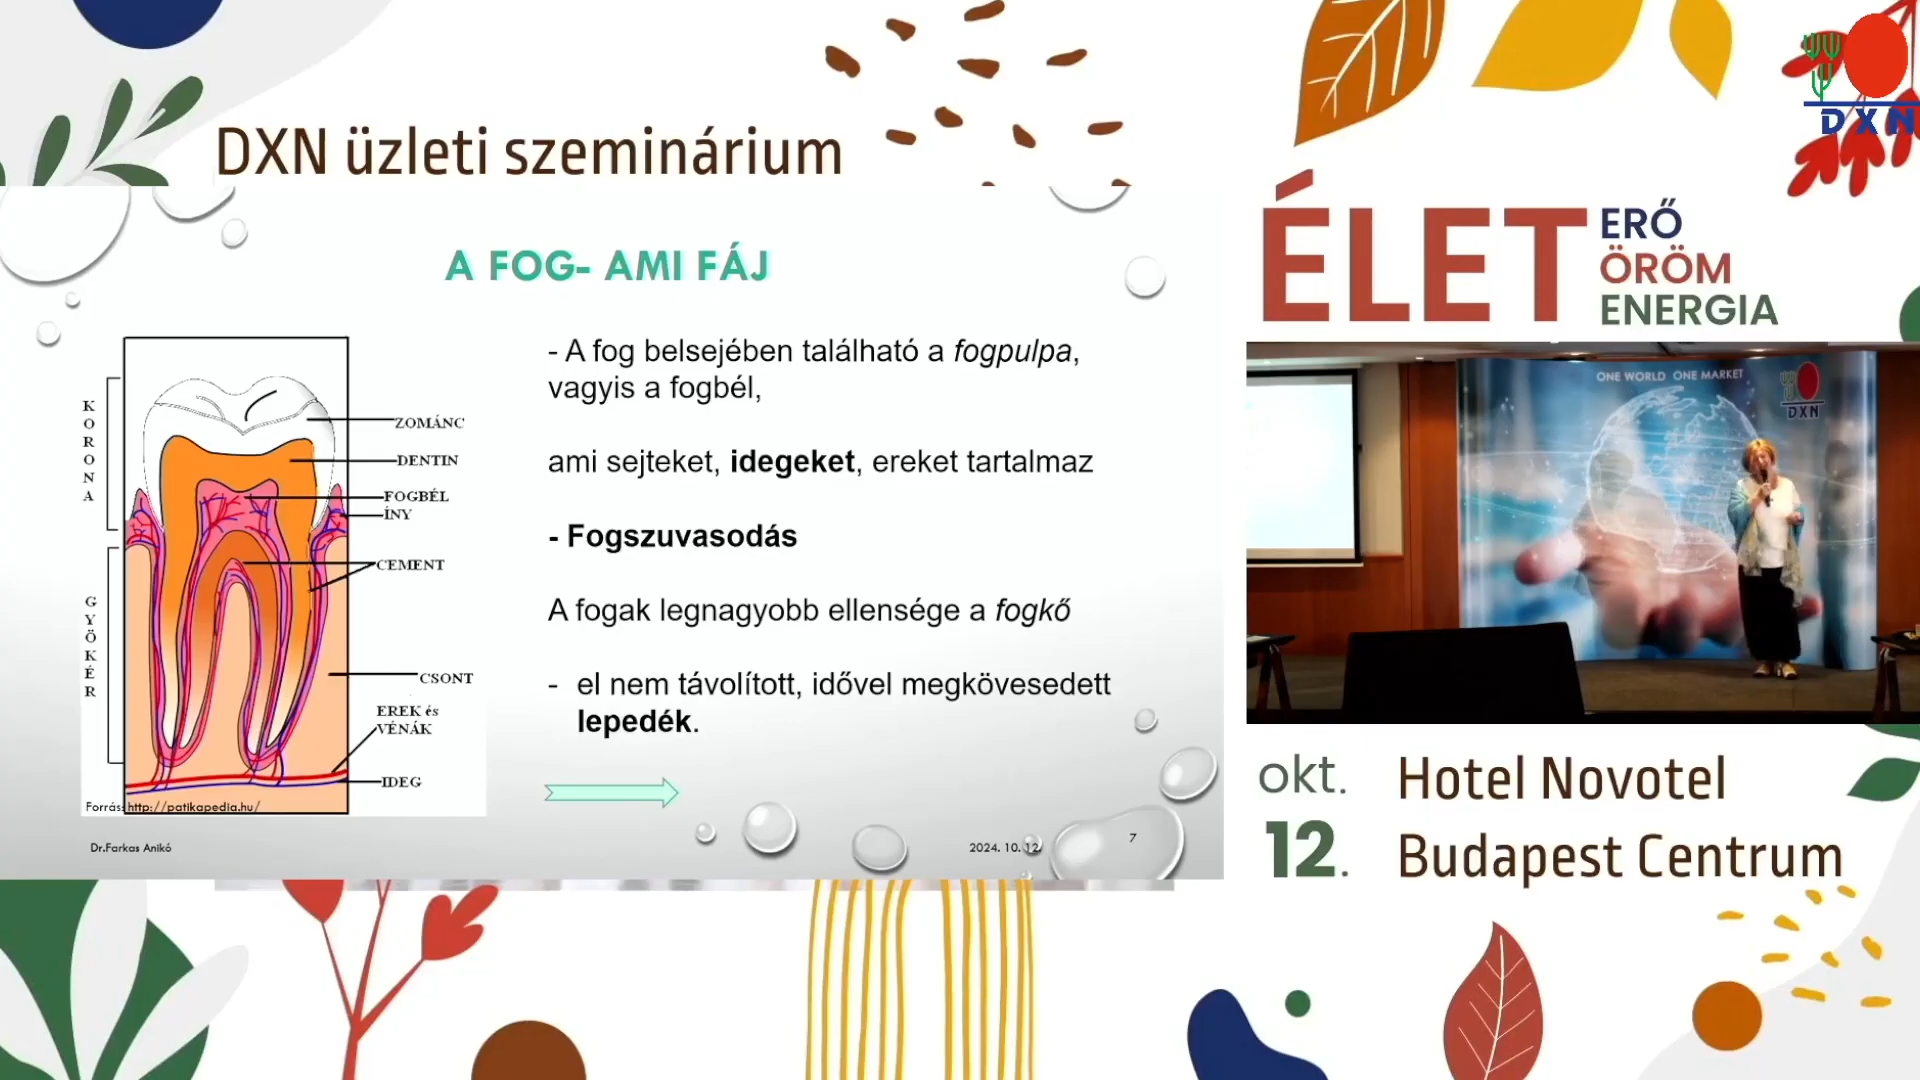 DXN üzleti szeminárium
DXN
ÉLET
ERŐ
ÖRÖM
ENERGIA
A FOG- AMI FÁJ
KORONA
GYÖKÉR
ZOMÁNC
DENTIN
FOGBÉL
ÍNY
CEMENT
CSONT
EREK és
VÉNÁK
IDEG
Forrás: http://patikapedia.hu/
- A fog belsejében található a fogpulpa,
vagyis a fogbél,
ami sejteket, idegeket, ereket tartalmaz
- Fogszuvasodás
A fogak legnagyobb ellensége a fogkő
- el nem távolított, idővel megkövesedett
lepedék.
Dr.Farkas Anikó
2024. 10. 12.
7
ONE WORLD ONE MARKET
DXN
okt.
12.
Hotel Novotel
Budapest Centrum